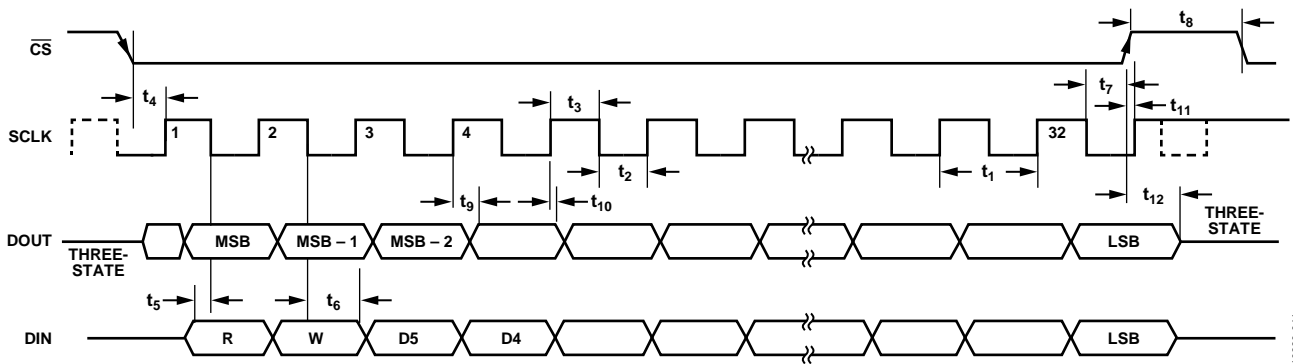 CS
t8
t7
t4
t3
t11
SCLK
1
2
3
4
32
t2
t1
t9
t10
t12
DOUT
MSB
MSB – 1
MSB – 2
LSB
THREE-
STATE
THREE-
STATE
t5
t6
DIN
R
W
D5
D4
LSB